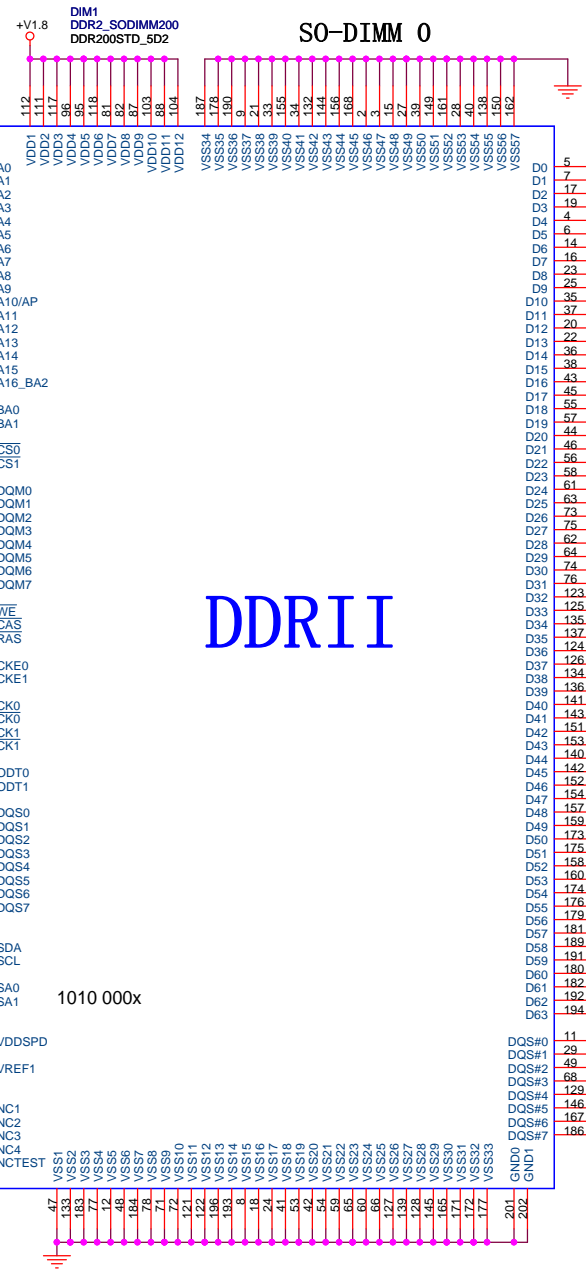 DIM1
+V1.8 DDR2_SODIMM200
DDR200STD_5D2
SO-DIMM 0
112 111 117 96 95 118 81 82 87 103 88 104
187 178 190 9 21 33 155 34 132 144 156 168 2 3 15 27 39 149 161 28 40 138 150 162
VDD1 VDD2 VDD3 VDD4 VDD5 VDD6 VDD7 VDD8 VDD9 VDD10 VDD11 VDD12
VSS34 VSS35 VSS36 VSS37 VSS38 VSS39 VSS40 VSS41 VSS42 VSS43 VSS44 VSS45 VSS46 VSS47 VSS48 VSS49 VSS50 VSS51 VSS52 VSS53 VSS54 VSS55 VSS56 VSS57
A0
A1
A2
A3
A4
A5
A6
A7
A8
A9
A10/AP
A11
A12
A13
A14
A15
A16_BA2
BA0
BA1
CS0
CS1
DQM0
DQM1
DQM2
DQM3
DQM4
DQM5
DQM6
DQM7
WE
CAS
RAS
CKE0
CKE1
CK0
CK0
CK1
CK1
ODT0
ODT1
DQS0
DQS1
DQS2
DQS3
DQS4
DQS5
DQS6
DQS7
SDA
SCL
SA0
SA1
VDDSPD
VREF1
NC1
NC2
NC3
NC4
NCTEST
DDRII
1010 000x
D0 5
D1 7
D2 17
D3 19
D4 4
D5 6
D6 14
D7 16
D8 23
D9 25
D10 35
D11 37
D12 20
D13 22
D14 36
D15 38
D16 43
D17 45
D18 55
D19 57
D20 44
D21 46
D22 56
D23 58
D24 61
D25 63
D26 73
D27 75
D28 62
D29 64
D30 74
D31 76
D32 123
D33 125
D34 135
D35 137
D36 124
D37 126
D38 134
D39 136
D40 141
D41 143
D42 151
D43 153
D44 140
D45 142
D46 152
D47 154
D48 157
D49 159
D50 173
D51 175
D52 158
D53 160
D54 174
D55 176
D56 179
D57 181
D58 189
D59 191
D60 180
D61 182
D62 192
D63 194
DQS#0 11
DQS#1 29
DQS#2 49
DQS#3 68
DQS#4 129
DQS#5 146
DQS#6 167
DQS#7 186
VSS1 VSS2 VSS3 VSS4 VSS5 VSS6 VSS7 VSS8 VSS9 VSS10 VSS11 VSS12 VSS13 VSS14 VSS15 VSS16 VSS17 VSS18 VSS19 VSS20 VSS21 VSS22 VSS23 VSS24 VSS25 VSS26 VSS27 VSS28 VSS29 VSS30 VSS31 VSS32 VSS33 GND0 GND1
47 133 183 77 12 48 184 78 71 72 121 122 196 193 8 18 24 41 53 42 54 59 65 60 66 127 139 128 145 165 171 172 177 201 202